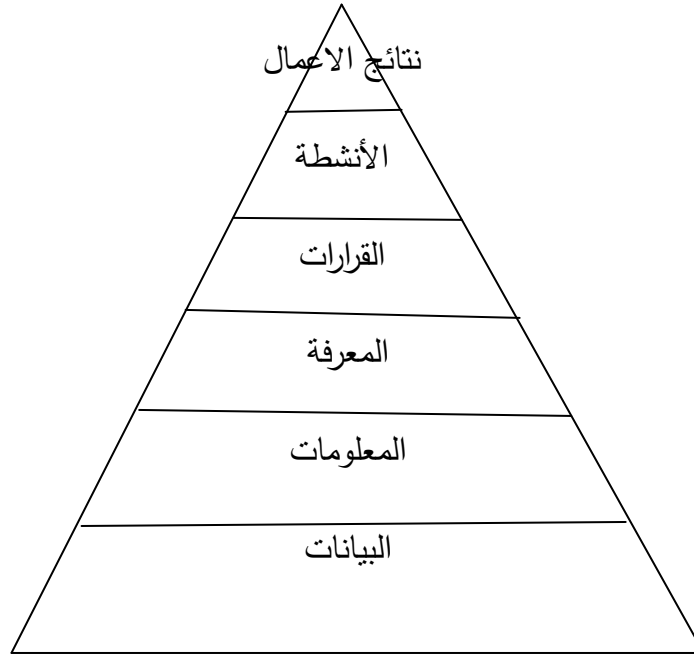 نتائج الاعمال
الأنشطة
القرارات
المعرفة
المعلومات
البيانات